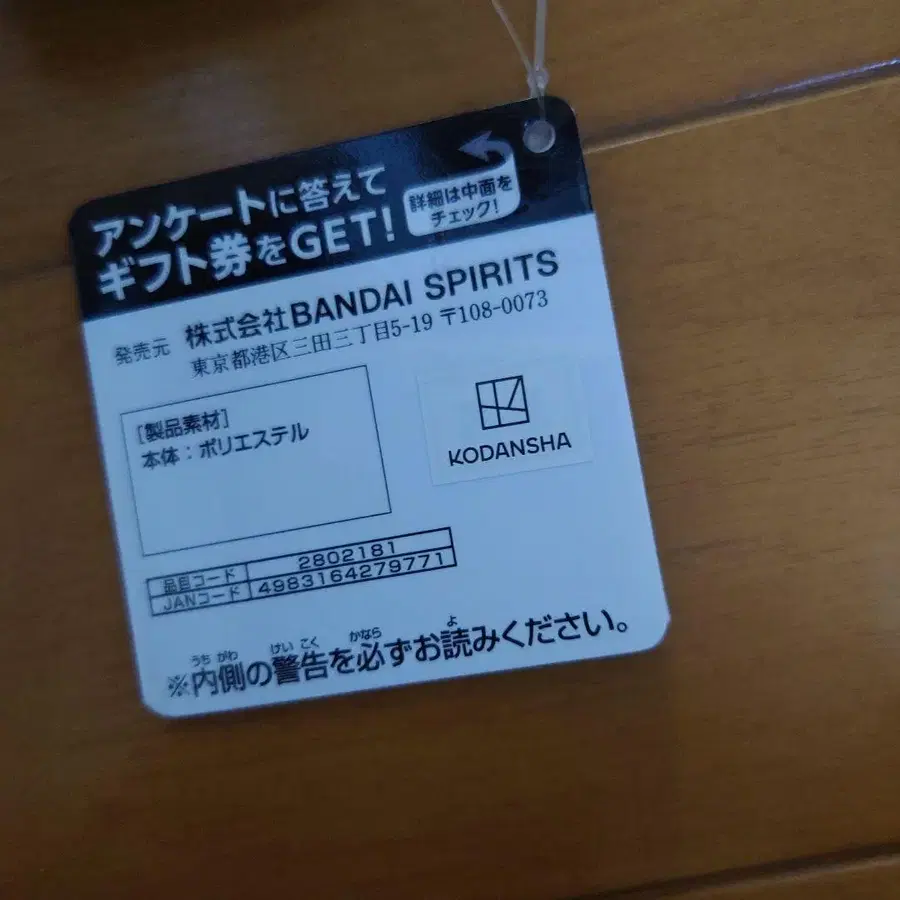 アンケートに答えて
ギフト券をGET!
詳細は中面を
チェック!
発売元 株式会社BANDAI SPIRITS
東京都港区三田三丁目5-19 〒108-0073
[製品素材]
本体:ポリエステル
KODANSHA
品目コード 2802181
JANコード 4983164279771
うち がわ けい こく かなら よ
※内側の警告を必ずお読みください。